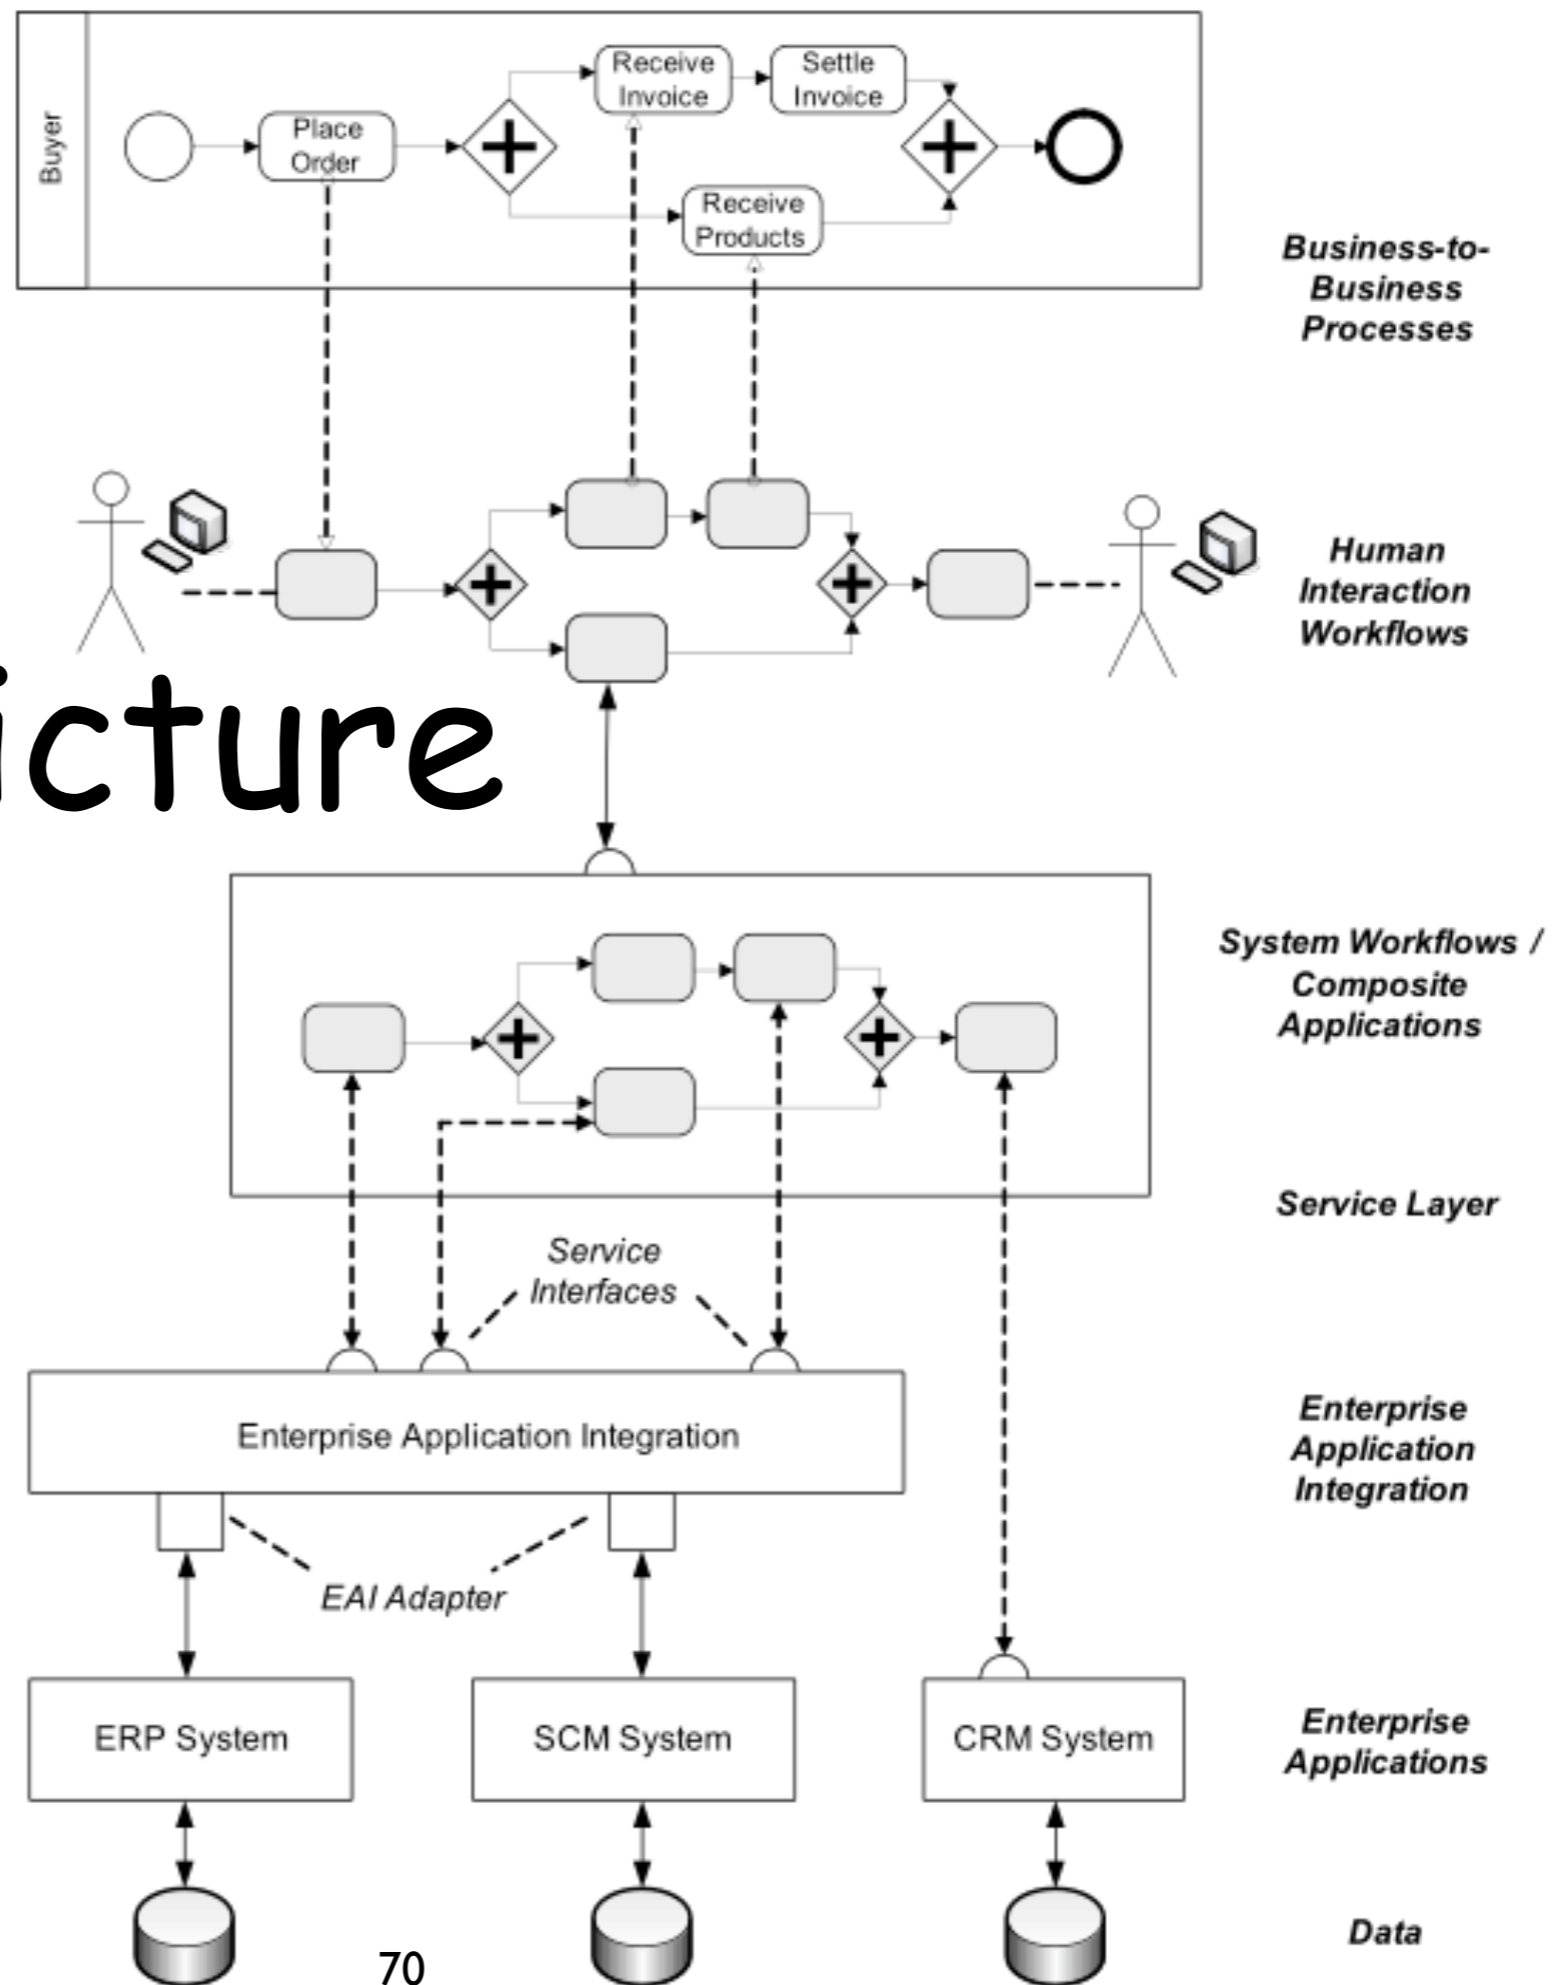 Buyer
Place
Order
Receive
Invoice
Settle
Invoice
Receive
Products
Business-to-
Business
Processes
Human
Interaction
Workflows
icture
System Workflows /
Composite
Applications
Service Layer
Service
Interfaces
Enterprise Application Integration
Enterprise
Application
Integration
EAI Adapter
ERP System
SCM System
CRM System
Enterprise
Applications
Data
70